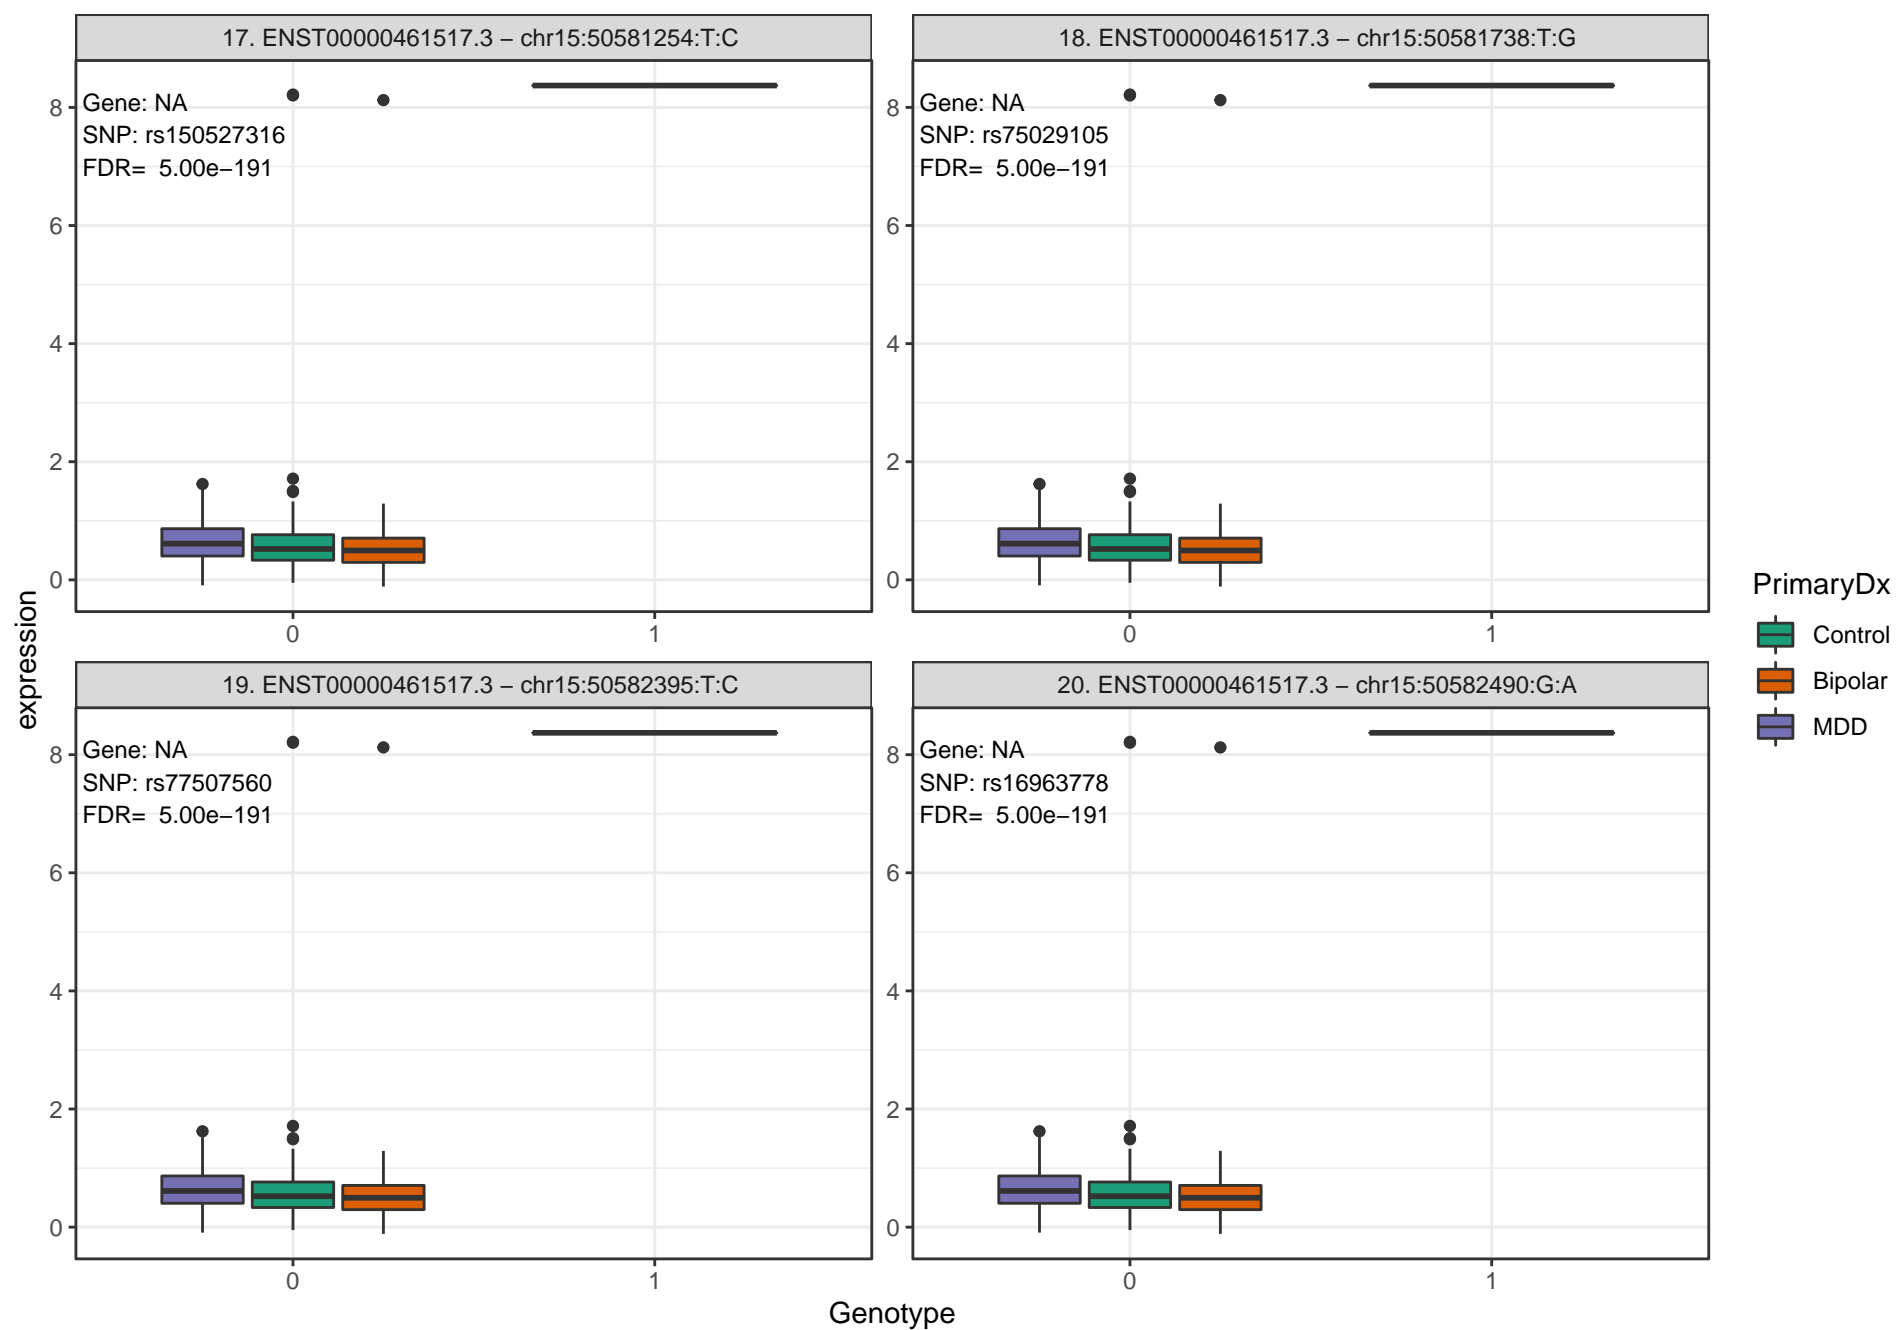 17. ENST00000461517.3 − chr15:50581254:T:C
Gene: NA
SNP: rs150527316
FDR=  5.00e−191
8
6
4
2
0
0
1
18. ENST00000461517.3 − chr15:50581738:T:G
Gene: NA
SNP: rs75029105
FDR=  5.00e−191
8
6
4
2
0
0
1
19. ENST00000461517.3 − chr15:50582395:T:C
Gene: NA
SNP: rs77507560
FDR=  5.00e−191
8
6
4
2
0
0
1
20. ENST00000461517.3 − chr15:50582490:G:A
Gene: NA
SNP: rs16963778
FDR=  5.00e−191
8
6
4
2
0
0
1
expression
Genotype
PrimaryDx
Control
Bipolar
MDD